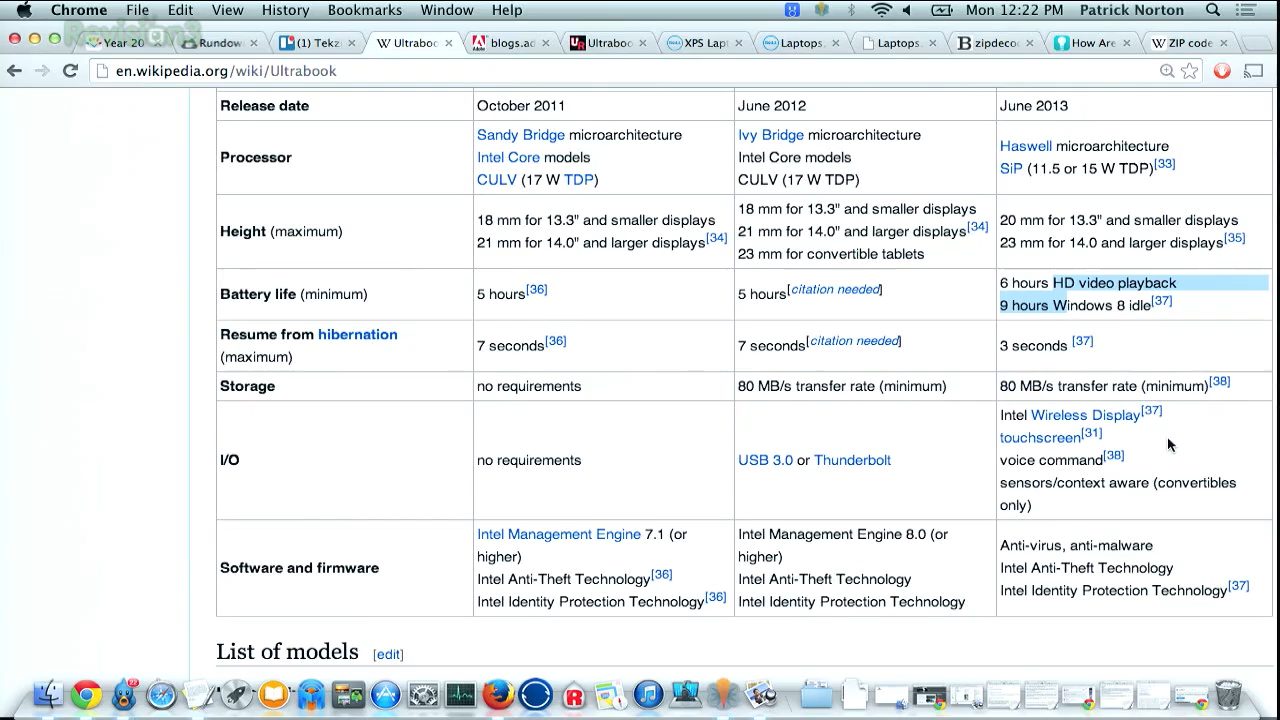 Chrome File Edit View History Bookmarks Window Help Mon 12:22 PM Patrick Norton
Revision3
Year 20 Rundow [1] Tekz Ultraboo blogs.ac Ultraboo XPS Lap Laptops, Laptops. zipdeco How Are ZIP code
en.wikipedia.org/wiki/Ultrabook
Release date October 2011 June 2012 June 2013
Processor
Sandy Bridge microarchitecture
Intel Core models
CULV (17 W TDP)
Ivy Bridge microarchitecture
Intel Core models
CULV (17 W TDP)
Haswell microarchitecture
SiP (11.5 or 15 W TDP)[33]
Height (maximum)
18 mm for 13.3" and smaller displays
21 mm for 14.0" and larger displays[34]
18 mm for 13.3" and smaller displays
21 mm for 14.0" and larger displays[34]
23 mm for convertible tablets
20 mm for 13.3" and smaller displays
23 mm for 14.0 and larger displays[35]
Battery life (minimum)
5 hours[36]
5 hours[citation needed]
6 hours HD video playback
9 hours Windows 8 idle[37]
Resume from hibernation
(maximum)
7 seconds[36]
7 seconds[citation needed]
3 seconds [37]
Storage
no requirements
80 MB/s transfer rate (minimum)
80 MB/s transfer rate (minimum)[38]
I/O
no requirements
USB 3.0 or Thunderbolt
Intel Wireless Display[37]
touchscreen[31]
voice command[38]
sensors/context aware (convertibles
only)
Software and firmware
Intel Management Engine 7.1 (or
higher)
Intel Anti-Theft Technology[36]
Intel Identity Protection Technology[36]
Intel Management Engine 8.0 (or
higher)
Intel Anti-Theft Technology
Intel Identity Protection Technology
Anti-virus, anti-malware
Intel Anti-Theft Technology
Intel Identity Protection Technology[37]
List of models [edit]